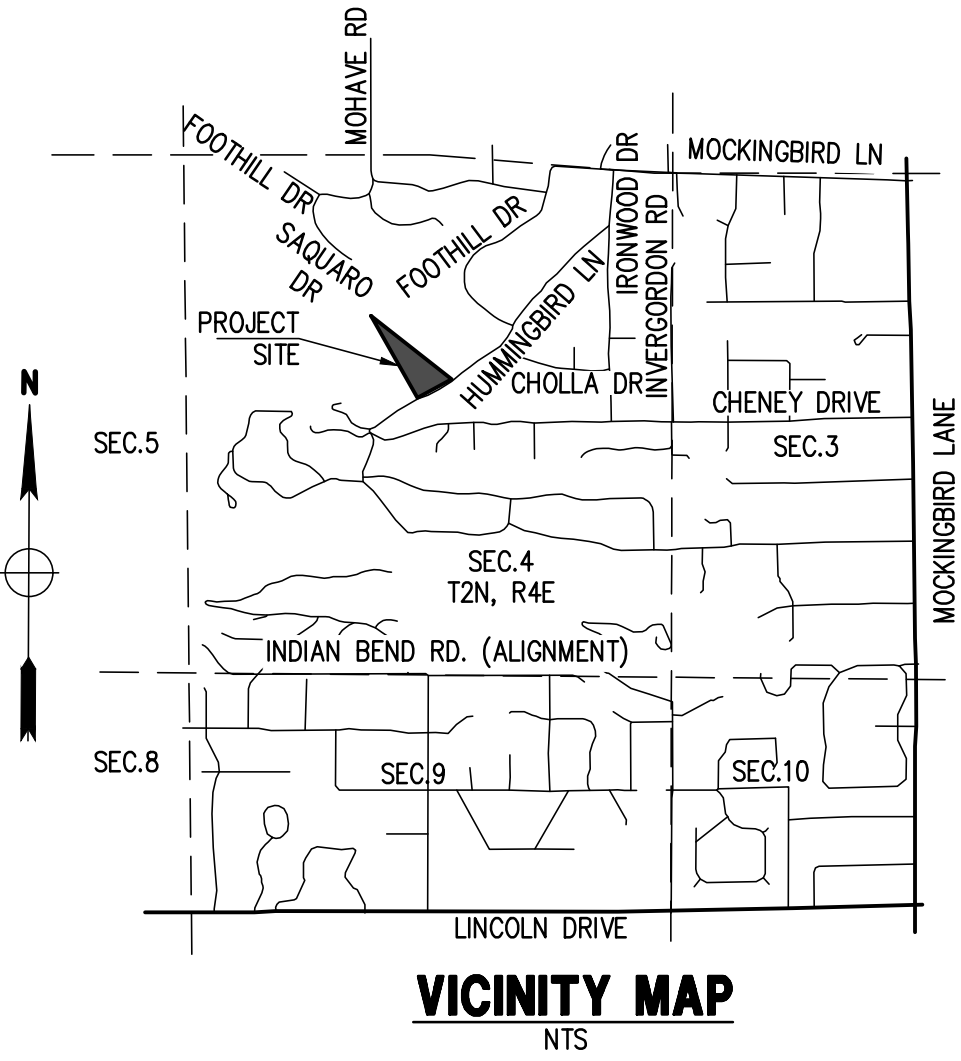 MOHAVE RD
FOOTHILL DR
MOCKINGBIRD LN
IRONWOOD DR
INVERGORDON RD
SAQUARO
DR
FOOTHILL DR
HUMMINGBIRD LN
PROJECT
SITE
CHOLLA DR
CHENEY DRIVE
N
SEC.5
SEC.3
MOCKINGBIRD LANE
SEC.4
T2N, R4E
INDIAN BEND RD. (ALIGNMENT)
SEC.8
SEC.9
SEC.10
LINCOLN DRIVE
VICINITY MAP
NTS